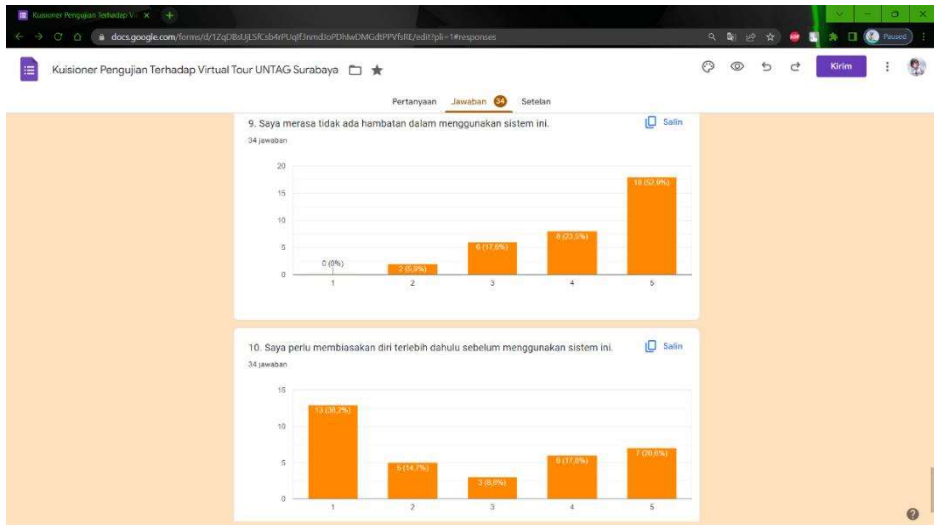 Kuisioner Pengujian Terhadap Vi
docs.google.com/forms/d/
Paused
Kuisioner Pengujian Terhadap Virtual Tour UNTAG Surabaya
Kirim
Pertanyaan Jawaban 34 Setelan
9. Saya merasa tidak ada hambatan dalam menggunakan sistem ini. Salin
34 jawaban
20
15
10
5
0
0 (0%)
2 (5,9%)
6 (17,6%)
8 (23,5%)
18 (52,9%)
1 2 3 4 5
10. Saya perlu membiasakan diri terlebih dahulu sebelum menggunakan sistem ini. Salin
34 jawaban
15
10
5
0
13 (38,2%)
5 (14,7%)
3 (8,8%)
6 (17,6%)
7 (20,6%)
1 2 3 4 5